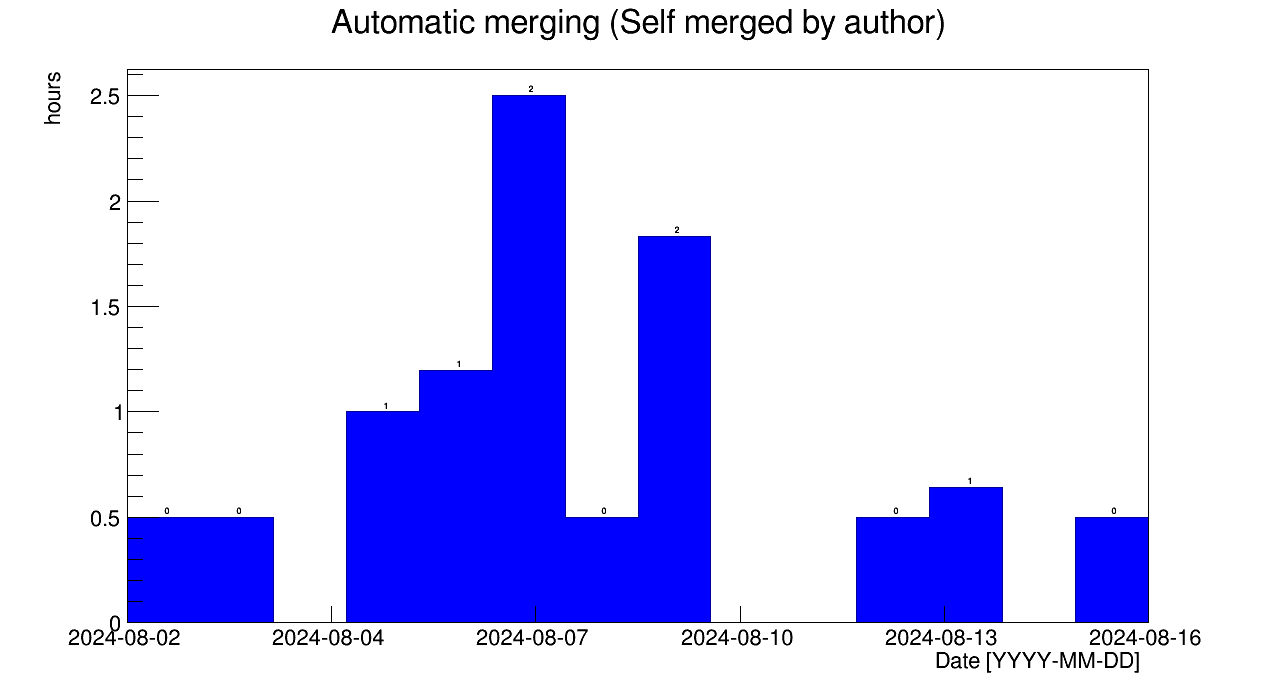 Automatic merging (Self merged by author)
hours
2.5
2
1.5
1
0.5
0
0 0 1 1 2 0 2 0 1 0
2024-08-02 2024-08-04 2024-08-07 2024-08-10 2024-08-13 2024-08-16
Date [YYYY-MM-DD]